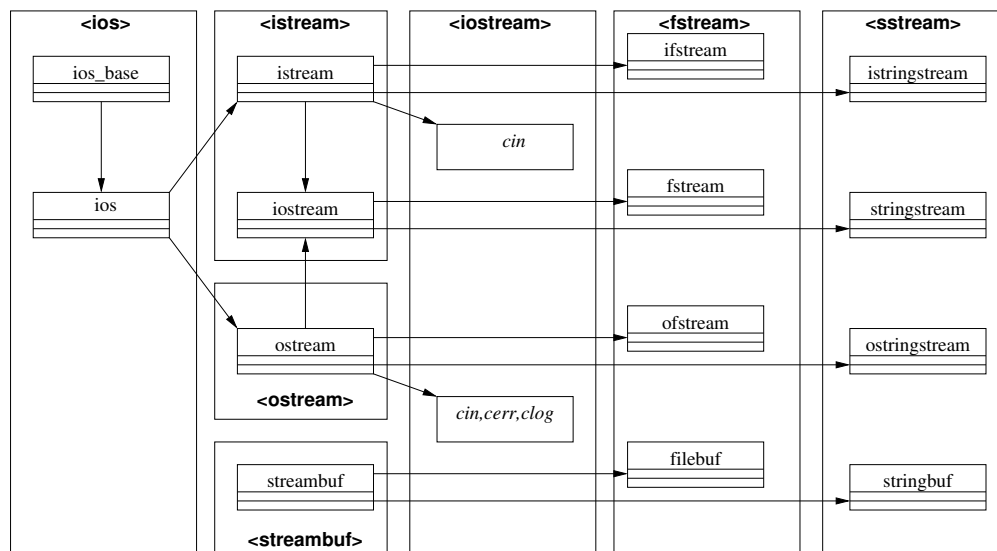 <ios>
<istream>
<iostream>
<fstream>
<sstream>
ios_base
istream
ifstream
istringstream
cin
ios
iostream
fstream
stringstream
ostream
ofstream
ostringstream
<ostream>
cin,cerr,clog
streambuf
filebuf
stringbuf
<streambuf>